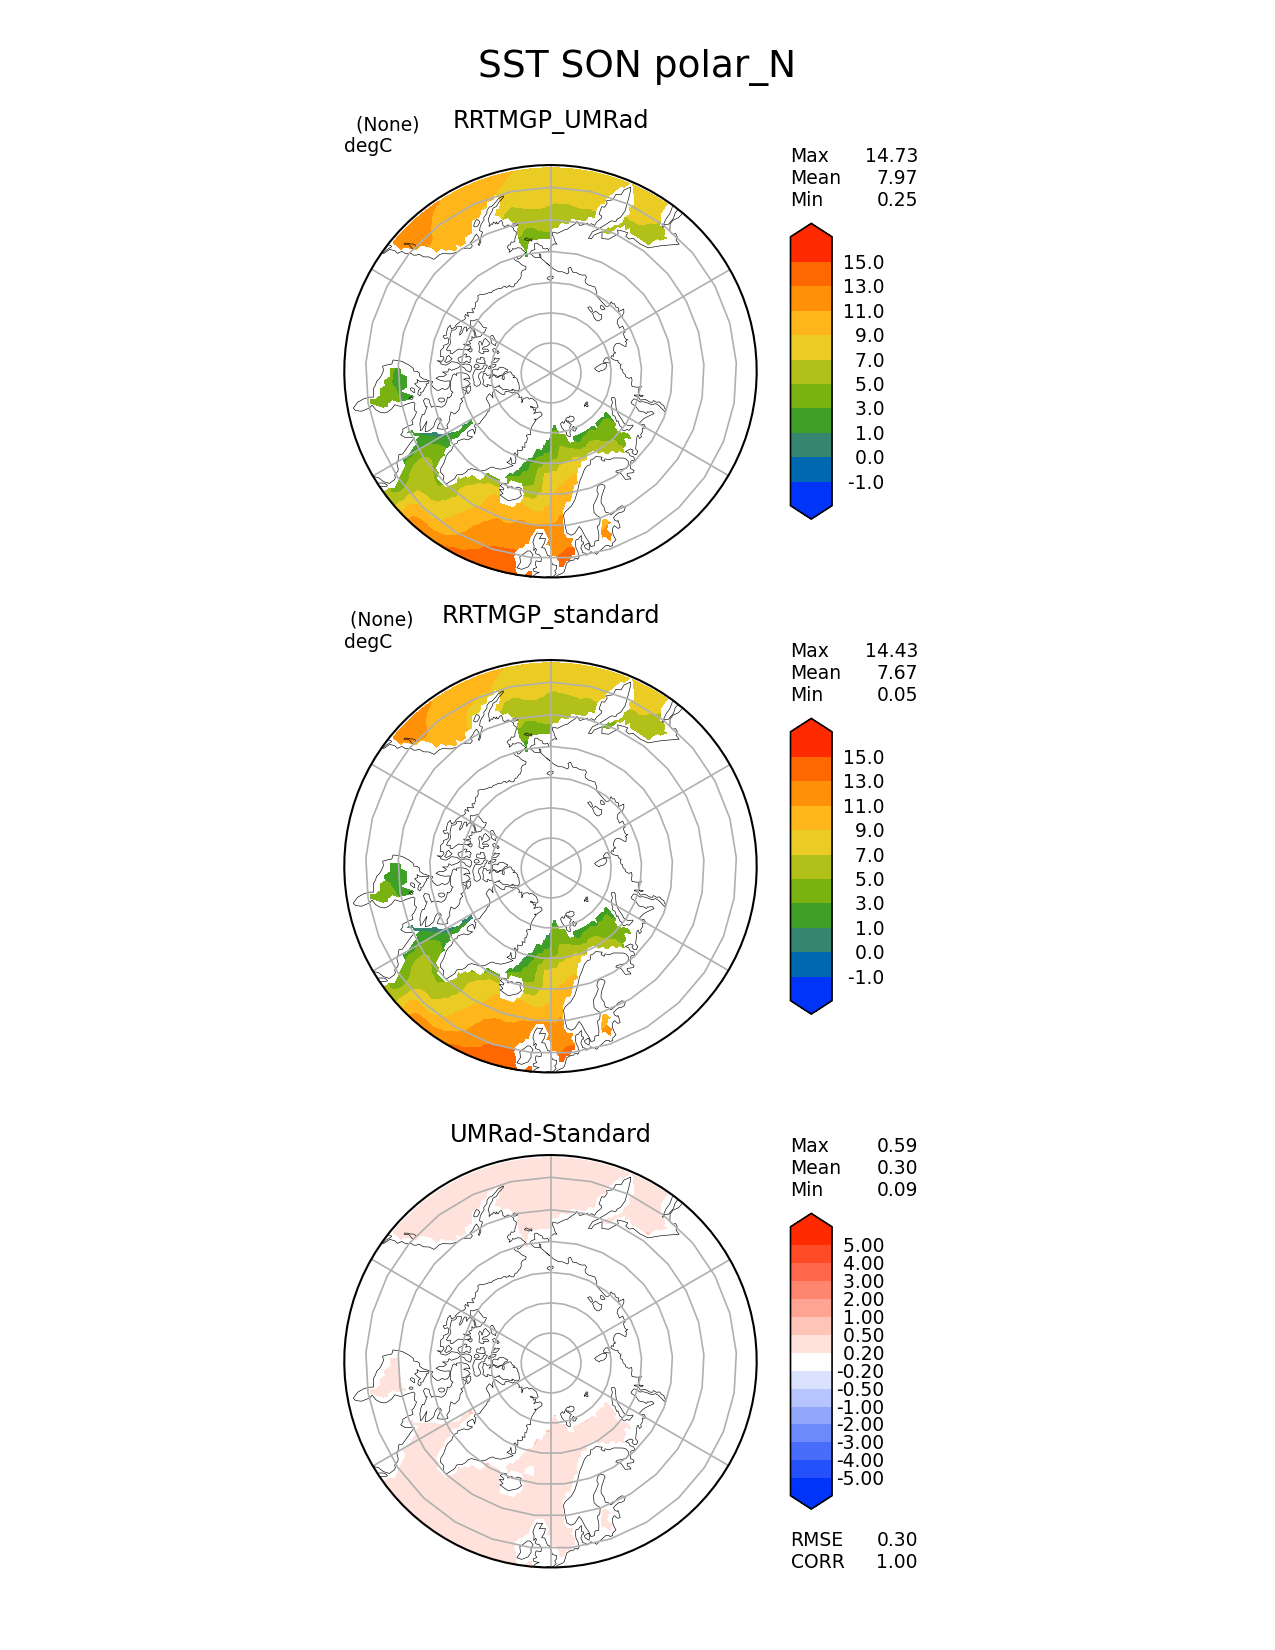 SST SON polar_N
(None)
RRTMGP_UMRad
degC
Max 14.73
Mean 7.97
Min 0.25
15.0
13.0
11.0
9.0
7.0
5.0
3.0
1.0
0.0
-1.0
(None)
RRTMGP_standard
degC
Max 14.43
Mean 7.67
Min 0.05
15.0
13.0
11.0
9.0
7.0
5.0
3.0
1.0
0.0
-1.0
UMRad-Standard
Max 0.59
Mean 0.30
Min 0.09
5.00
4.00
3.00
2.00
1.00
0.50
0.20
-0.20
-0.50
-1.00
-2.00
-3.00
-4.00
-5.00
RMSE 0.30
CORR 1.00